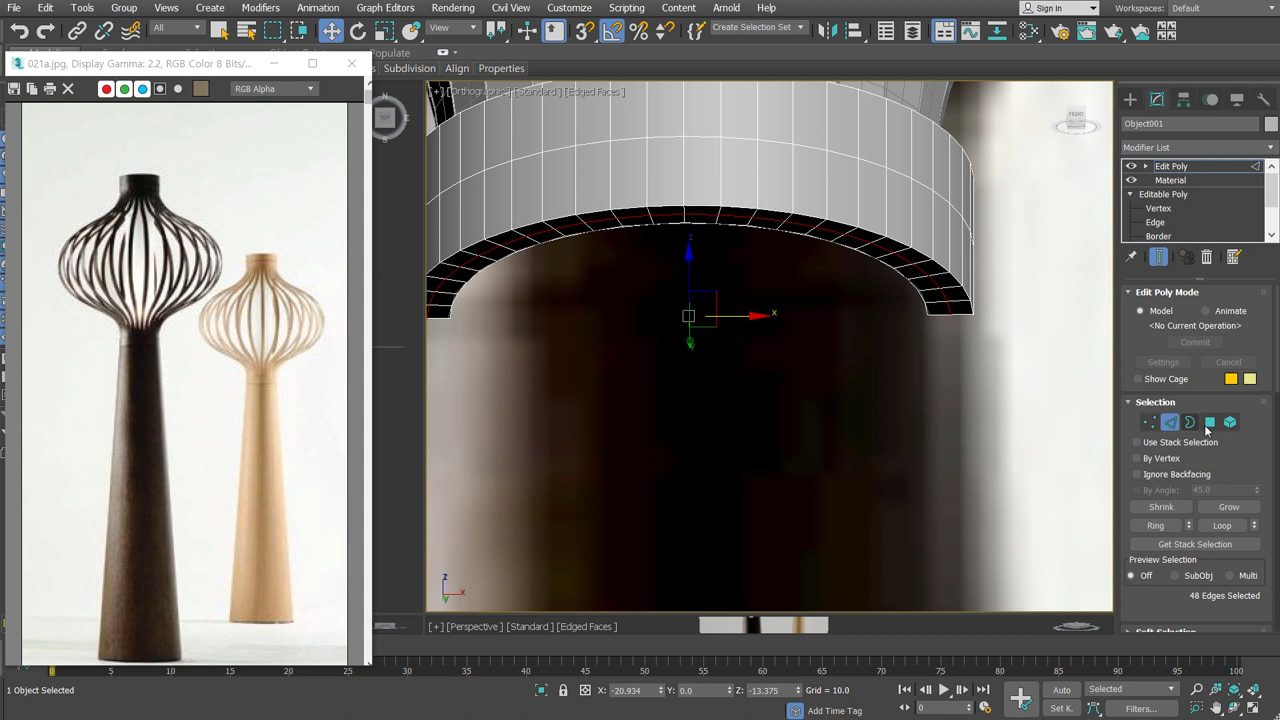 File Edit Tools Group Views Create Modifiers Animation Graph Editors Rendering Civil View Customize Scripting Content Arnold Help Sign In Workspaces: Default
All View Create Selection Set
Populate
021a.jpg, Display Gamma: 2.2, RGB Color 8 Bits/...
Subdivision Align Properties
RGB Alpha
[+] [Orthographic] [Standard] [Edged Faces]
N
E
S
TOP
FRONT
Object001
Modifier List
Edit Poly
Material
Editable Poly
Vertex
Edge
Border
z
x
Edit Poly Mode
Model Animate
<No Current Operation>
Commit
Settings Cancel
Show Cage
Selection
Use Stack Selection
By Vertex
Ignore Backfacing
By Angle: 45.0
Shrink Grow
Ring Loop
Get Stack Selection
Preview Selection
Off SubObj Multi
48 Edges Selected
z
x
y
[+] [Perspective] [Standard] [Edged Faces]
0 5 10 15 20 25 30 35 40 45 50 55 60 65 70 75 80 85 90 95 100
1 Object Selected
X: -20.934 Y: 0.0 Z: -13.375 Grid = 10.0
Add Time Tag
Auto Selected
0
Set K. Filters...